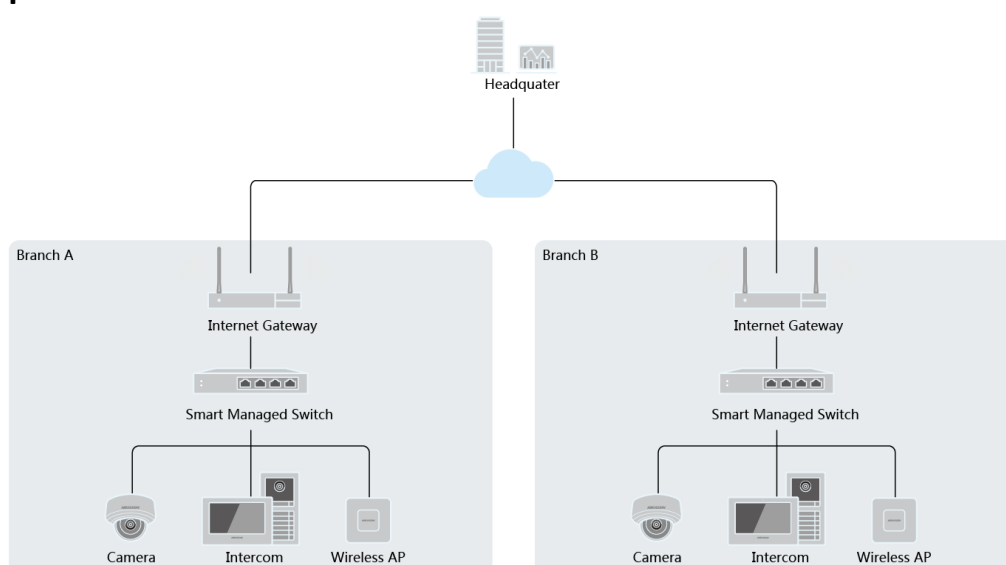 Headquater
Branch A
Branch B
Internet Gateway
Internet Gateway
Smart Managed Switch
Smart Managed Switch
Camera
Intercom
Wireless AP
Camera
Intercom
Wireless AP